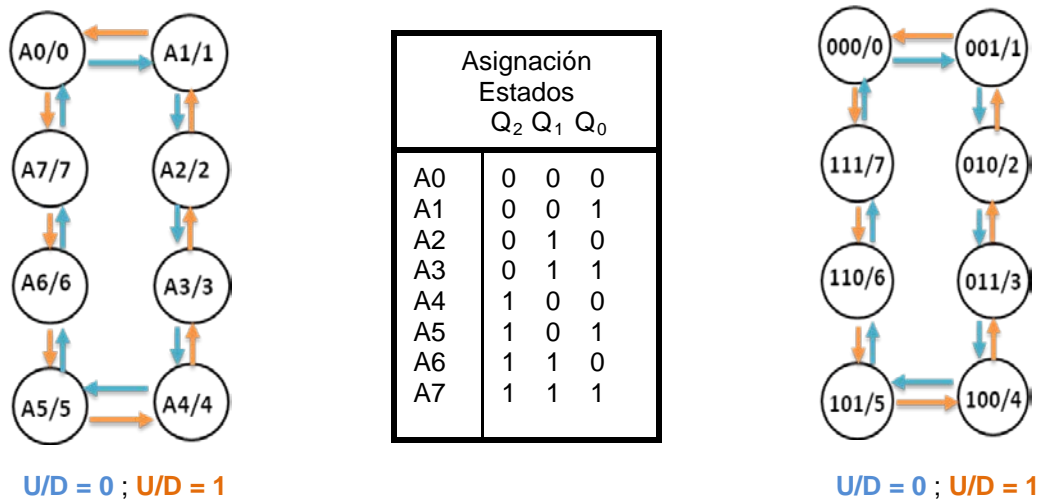 A0/0 A1/1
A7/7 A2/2
A6/6 A3/3
A5/5 A4/4
U/D = 0 ; U/D = 1
Asignación
Estados
Q₂ Q₁ Q₀
A0 0 0 0
A1 0 0 1
A2 0 1 0
A3 0 1 1
A4 1 0 0
A5 1 0 1
A6 1 1 0
A7 1 1 1
000/0 001/1
111/7 010/2
110/6 011/3
101/5 100/4
U/D = 0 ; U/D = 1